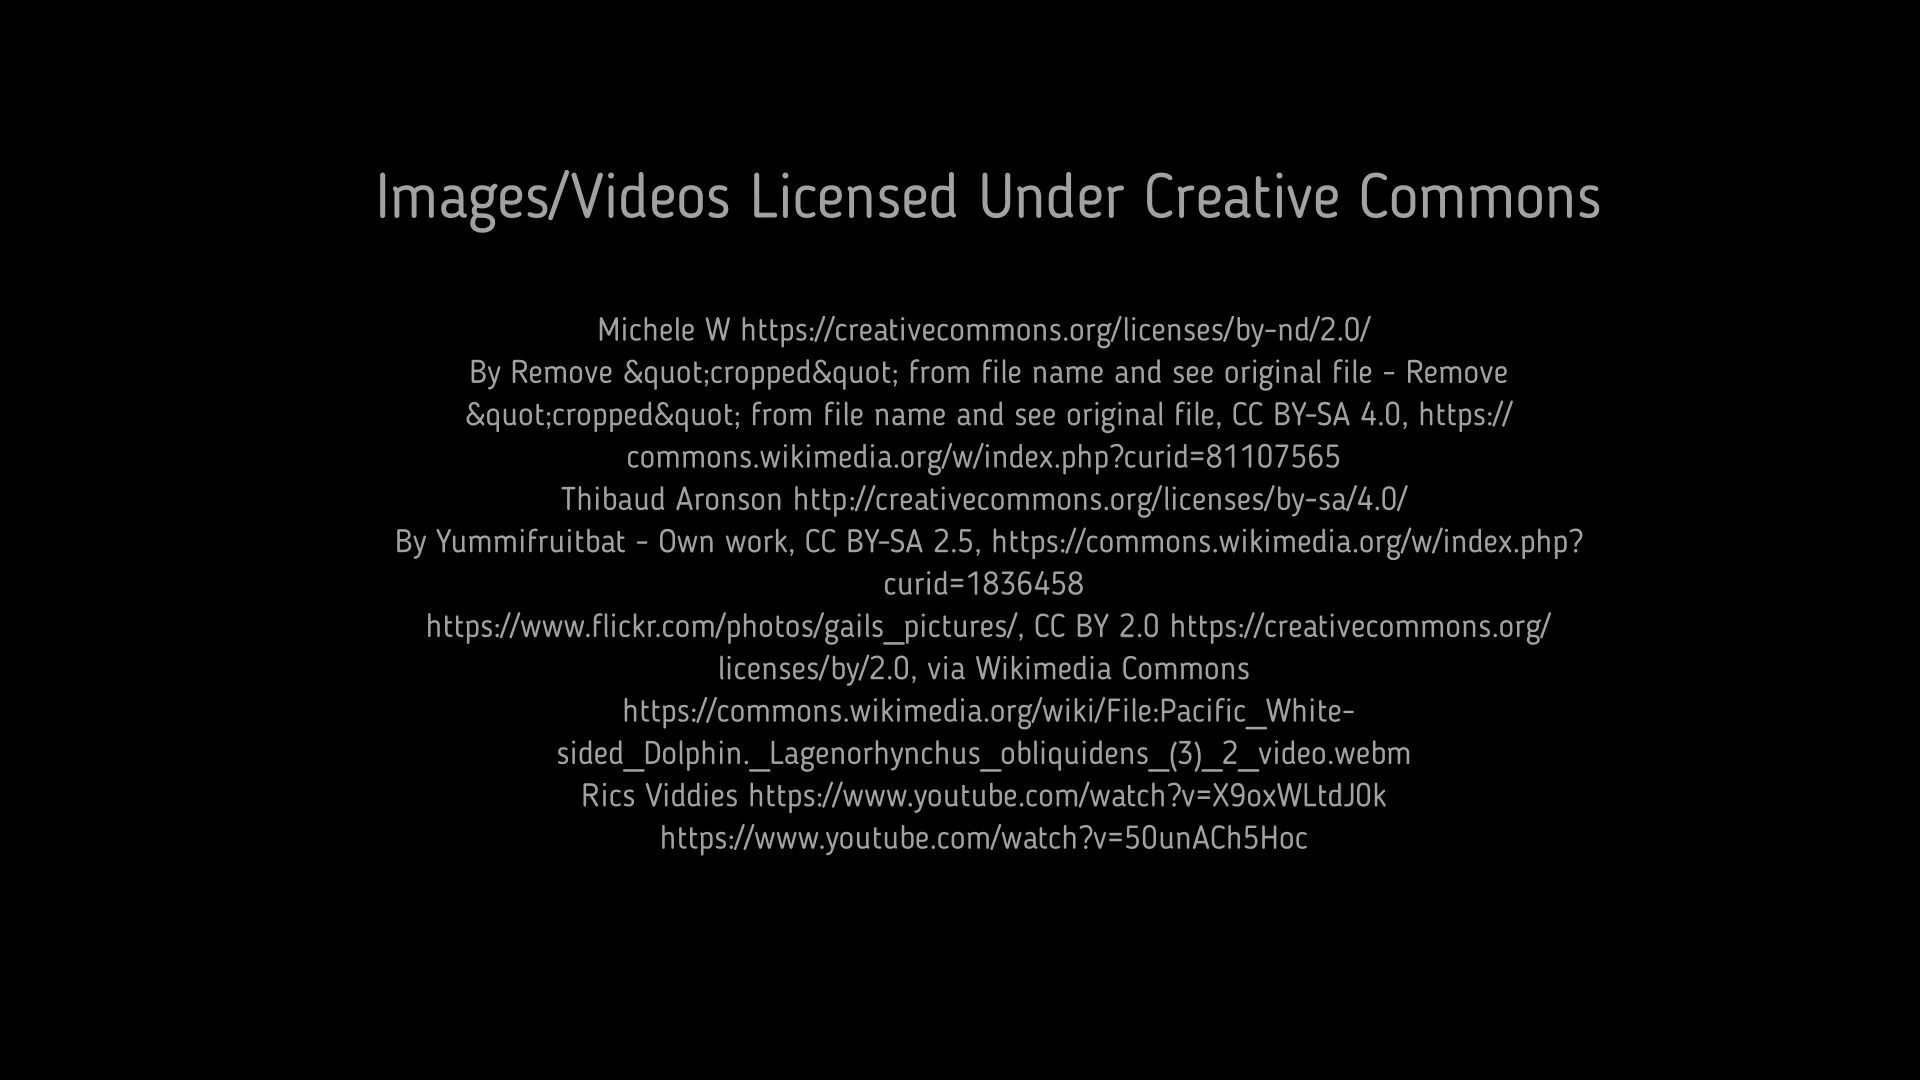 Images/Videos Licensed Under Creative Commons
Michele W https://creativecommons.org/licenses/by-nd/2.0/
By Remove &quot;cropped&quot; from file name and see original file - Remove
&quot;cropped&quot; from file name and see original file, CC BY-SA 4.0, https://
commons.wikimedia.org/w/index.php?curid=81107565
Thibaud Aronson http://creativecommons.org/licenses/by-sa/4.0/
By Yummifruitbat - Own work, CC BY-SA 2.5, https://commons.wikimedia.org/w/index.php?
curid=1836458
https://www.flickr.com/photos/gails_pictures/, CC BY 2.0 https://creativecommons.org/
licenses/by/2.0, via Wikimedia Commons
https://commons.wikimedia.org/wiki/File:Pacific_White-
sided_Dolphin._Lagenorhynchus_obliquidens_(3)_2_video.webm
Rics Viddies https://www.youtube.com/watch?v=X9oxWLtdJ0k
https://www.youtube.com/watch?v=50unACh5Hoc